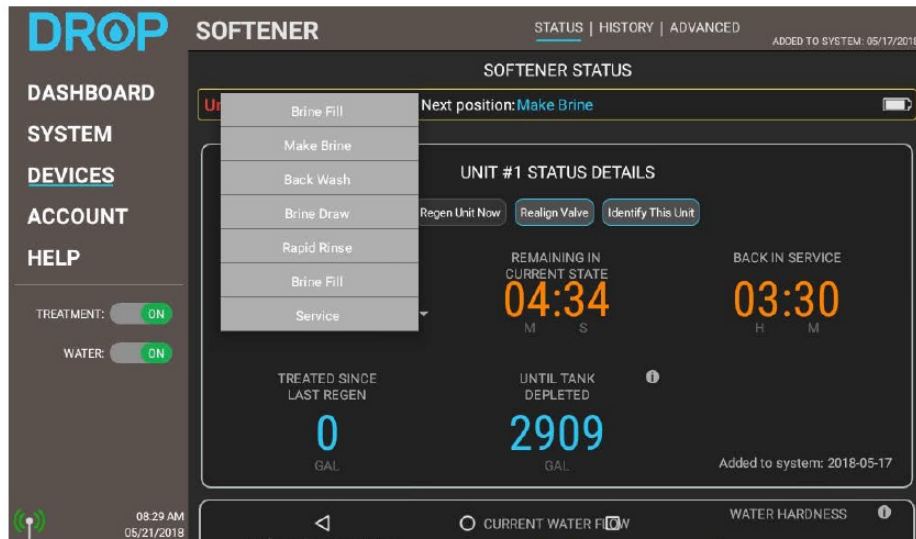 DROP
SOFTENER
STATUS | HISTORY | ADVANCED
ADDED TO SYSTEM: 05/17/2018
DASHBOARD
SYSTEM
DEVICES
ACCOUNT
HELP
TREATMENT: ON
WATER: ON
08:29 AM
05/21/2018
SOFTENER STATUS
Next position: Make Brine
Brine Fill
Make Brine
Back Wash
Brine Draw
Rapid Rinse
Brine Fill
Service
UNIT #1 STATUS DETAILS
Regen Unit Now Realign Valve Identify This Unit
REMAINING IN
CURRENT STATE
04:34
M S
BACK IN SERVICE
03:30
H M
TREATED SINCE
LAST REGEN
0
GAL
UNTIL TANK
DEPLETED
2909
GAL
Added to system: 2018-05-17
CURRENT WATER FLOW
WATER HARDNESS